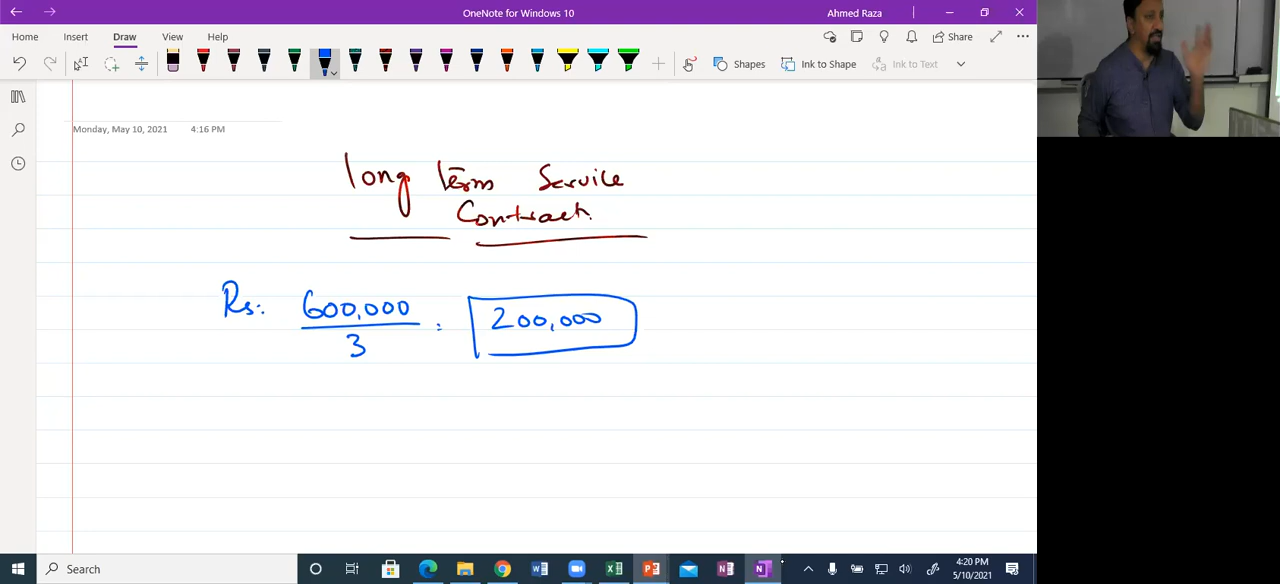 OneNote for Windows 10
Ahmed Raza
Home Insert Draw View Help
Share
Shapes Ink to Shape Ink to Text
Monday, May 10, 2021 4:16 PM
long term Service
Contract.
Rs: 600,000 = 200,000
3
Search
4:20 PM
5/10/2021